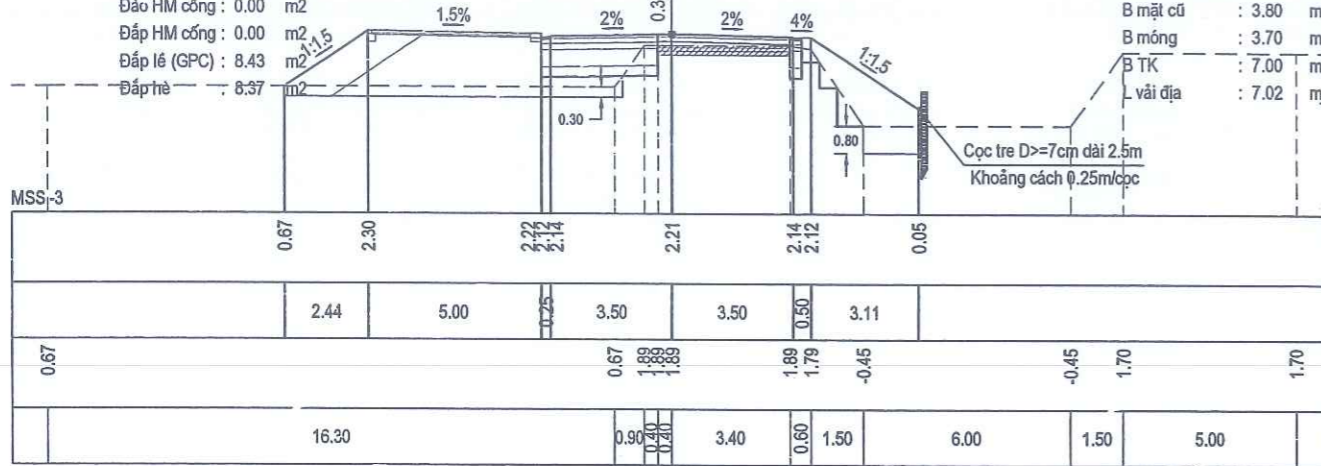 Đào HM cống : 0.00 m2
Đắp HM cống : 0.00 m2
Đắp lề (GPC) : 8.43 m2
Đắp hè : 8.37 m2
1:1.5
1.5%
2%
0.3
2%
4%
1:1.5
B mặt cũ : 3.80 m
B móng : 3.70 m
B TK : 7.00 m
L vải địa : 7.02 m
0.30
0.80
Cọc tre D>=7cm dài 2.5m
Khoảng cách 0.25m/cọc
MSS -3
0.67 2.30 2.22 2.12 2.14 2.21 2.14 2.12 0.05
2.44 5.00 0.25 3.50 3.50 0.50 3.11
0.67 0.67 1.89 1.89 1.89 1.89 1.79 -0.45 -0.45 1.70 1.70
16.30 0.90 0.40 0.40 3.40 0.60 1.50 6.00 1.50 5.00